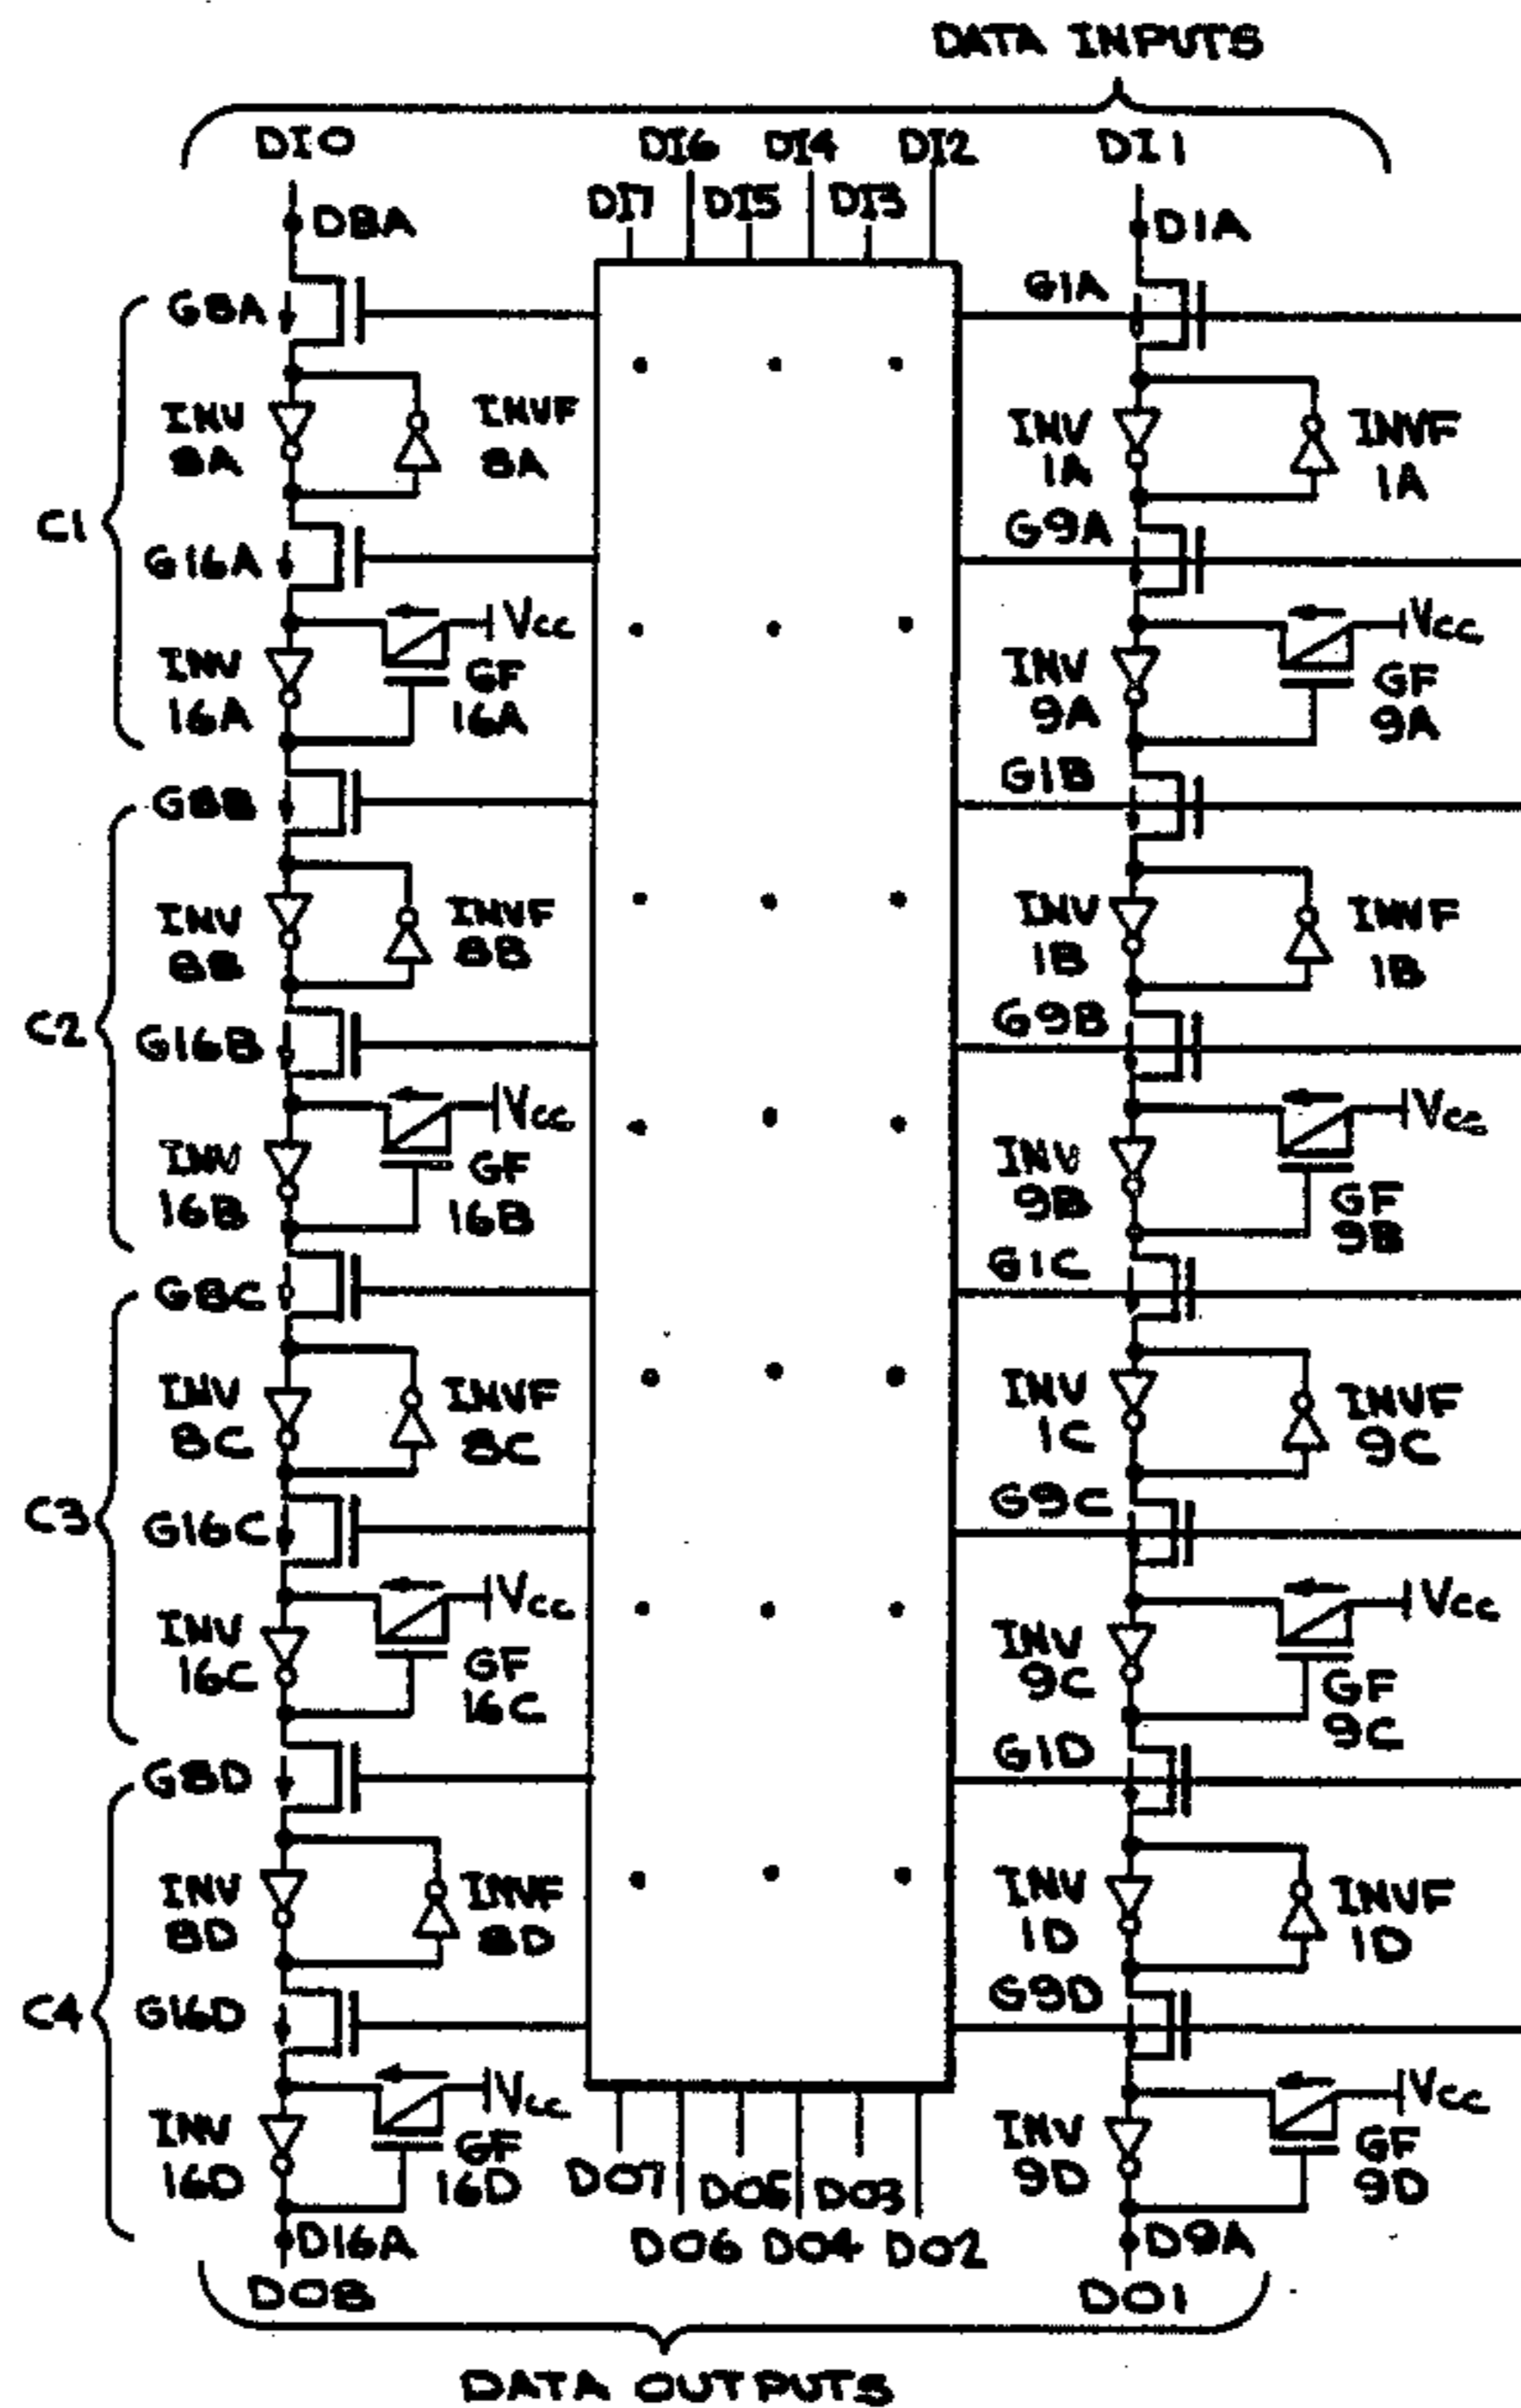 DATA INPUTS
DI0 DI6 DI4 DI2 DI1
DI7 DI5 DI3
D8A D1A
G8A G1A
INV INVF INV INVF
8A 8A 1A 1A
C1 G16A G9A
Vcc Vcc
INV GF INV GF
16A 16A 9A 9A
G8B G1B
INV INVF INV INVF
8B 8B 1B 1B
C2 G16B G9B
Vcc Vcc
INV GF INV GF
16B 16B 9B 9B
G8C G1C
INV INVF INV INVF
8C 8C 1C 9C
C3 G16C G9C
Vcc Vcc
INV GF INV GF
16C 16C 9C 9C
G8D G1D
INV INVF INV INVF
8D 8D 1D 1D
C4 G16D G9D
Vcc Vcc
INV GF INV GF
16D 16D 9D 9D
DO7 DO5 DO3
D16A DO6 DO4 DO2 D9A
DO8 DO1
DATA OUTPUTS